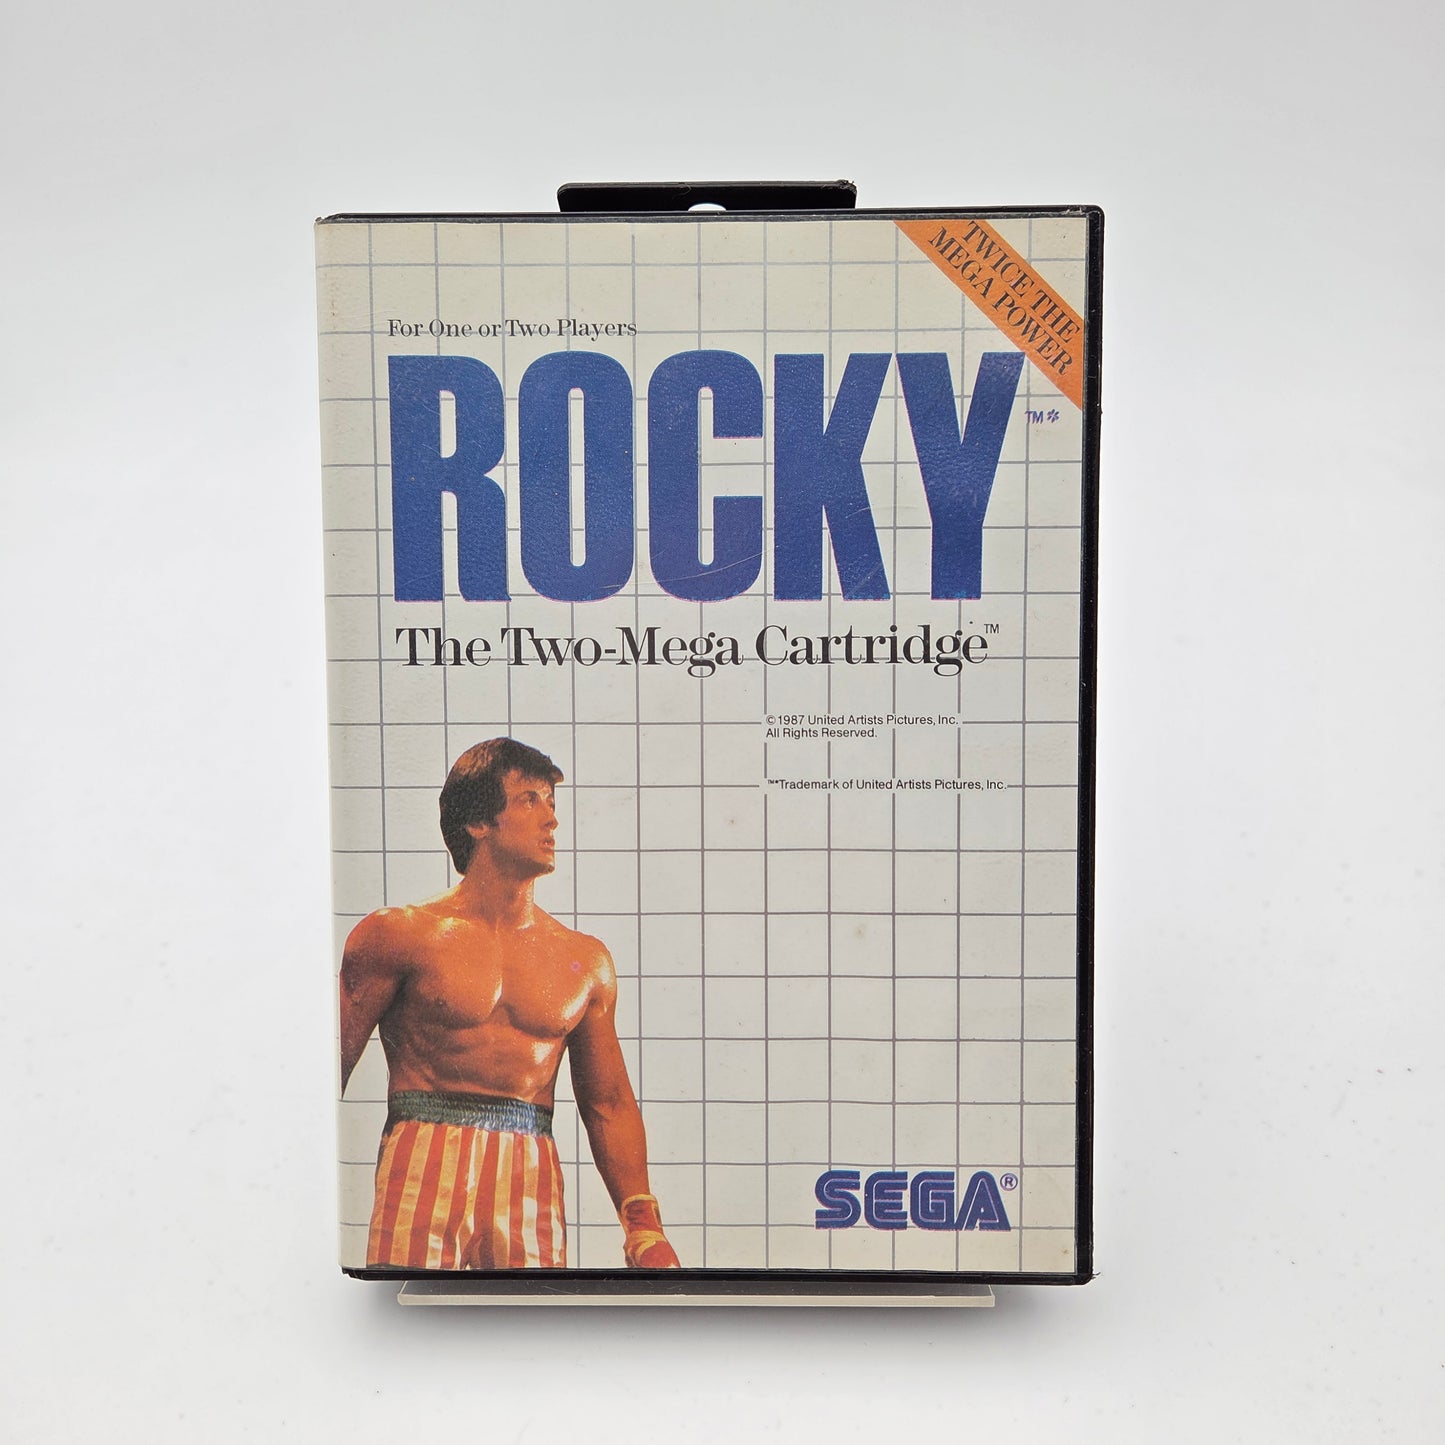 TWICE THE
MEGA POWER
For One or Two Players
ROCKY™*
The Two-Mega Cartridge™
© 1987 United Artists Pictures, Inc.
All Rights Reserved.
™*Trademark of United Artists Pictures, Inc.
SEGA®